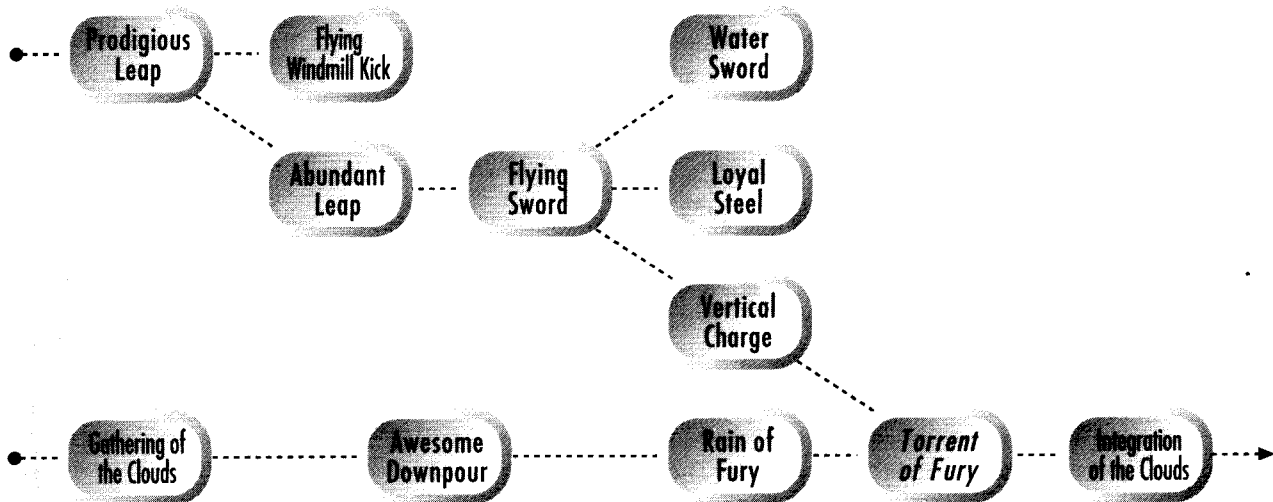 Prodigious
Leap
Flying
Windmill Kick
Water
Sword
Abundant
Leap
Flying
Sword
Loyal
Steel
Vertical
Charge
Gathering of
the Clouds
Awesome
Downpour
Rain of
Fury
Torrent
of Fury
Integration
of the Clouds